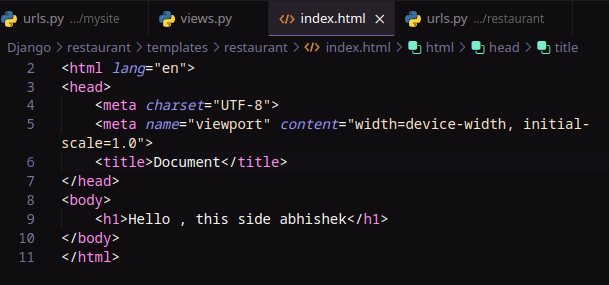 urls.py .../mysite views.py index.html × urls.py .../restaurant
Django > restaurant > templates > restaurant > index.html > html > head > title
2 <html lang="en">
3 <head>
4 <meta charset="UTF-8">
5 <meta name="viewport" content="width=device-width, initial-
scale=1.0">
6 <title>Document</title>
7 </head>
8 <body>
9 <h1>Hello , this side abhishek</h1>
10 </body>
11 </html>